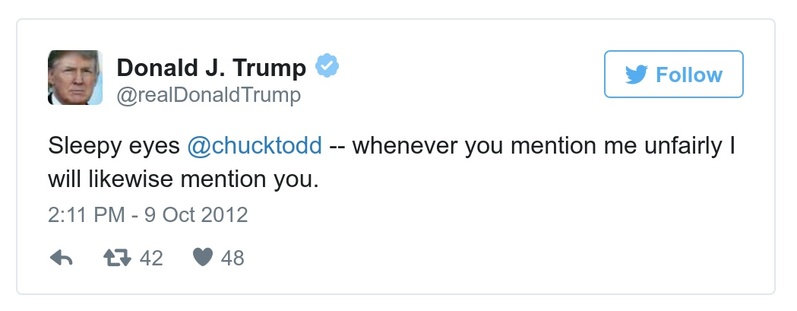 Donald J. Trump
@realDonaldTrump
Follow
Sleepy eyes @chucktodd -- whenever you mention me unfairly I
will likewise mention you.
2:11 PM - 9 Oct 2012
42 48